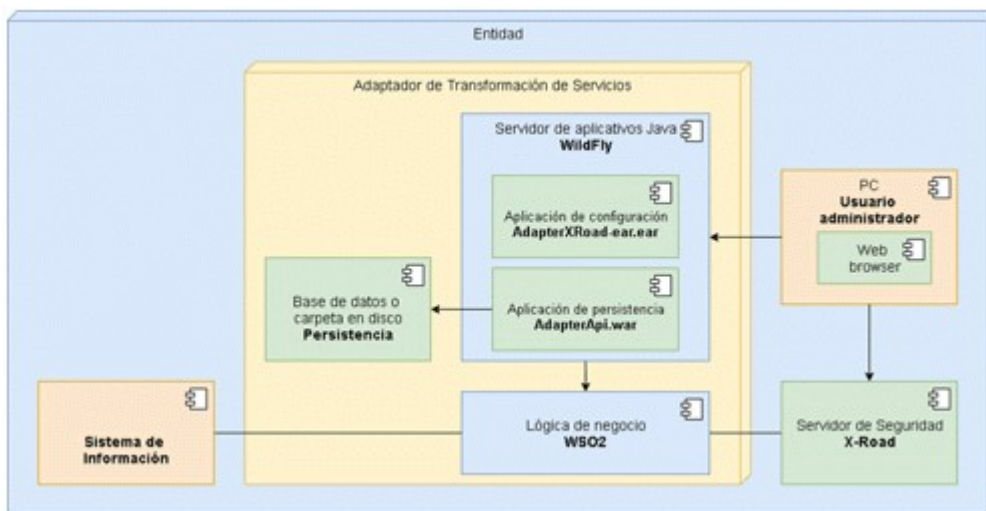 Entidad
Adaptador de Transformación de Servicios
Servidor de aplicativos Java
WildFly
Aplicación de configuración
AdapterXRoad-ear.ear
Aplicación de persistencia
AdapterApi.war
Base de datos o
carpeta en disco
Persistencia
PC
Usuario
administrador
Web
browser
Sistema de
Información
Lógica de negocio
WSO2
Servidor de Seguridad
X-Road